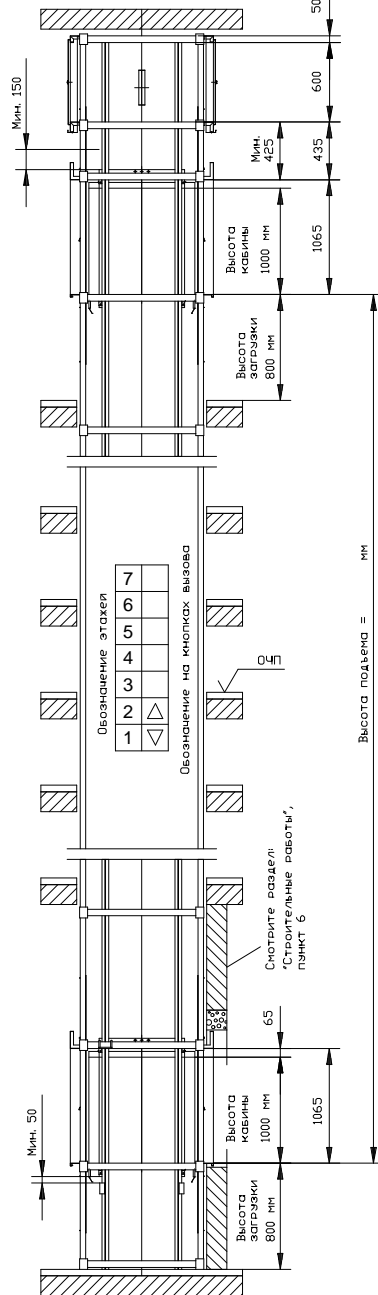 50
600
Мин. 150
Мин.
425
435
Высота
кабины
1000 мм
1065
Высота
загрузки
800 мм
Обозначение этажей
7
6
5
4
3
2 △
1 ▽
Обозначение на кнопках вызова
ОЧП
Высота подъема = мм
Смотрите раздел:
"Строительные работы",
пункт 6
65
Высота
кабины
1000 мм
1065
Мин. 50
Высота
загрузки
800 мм